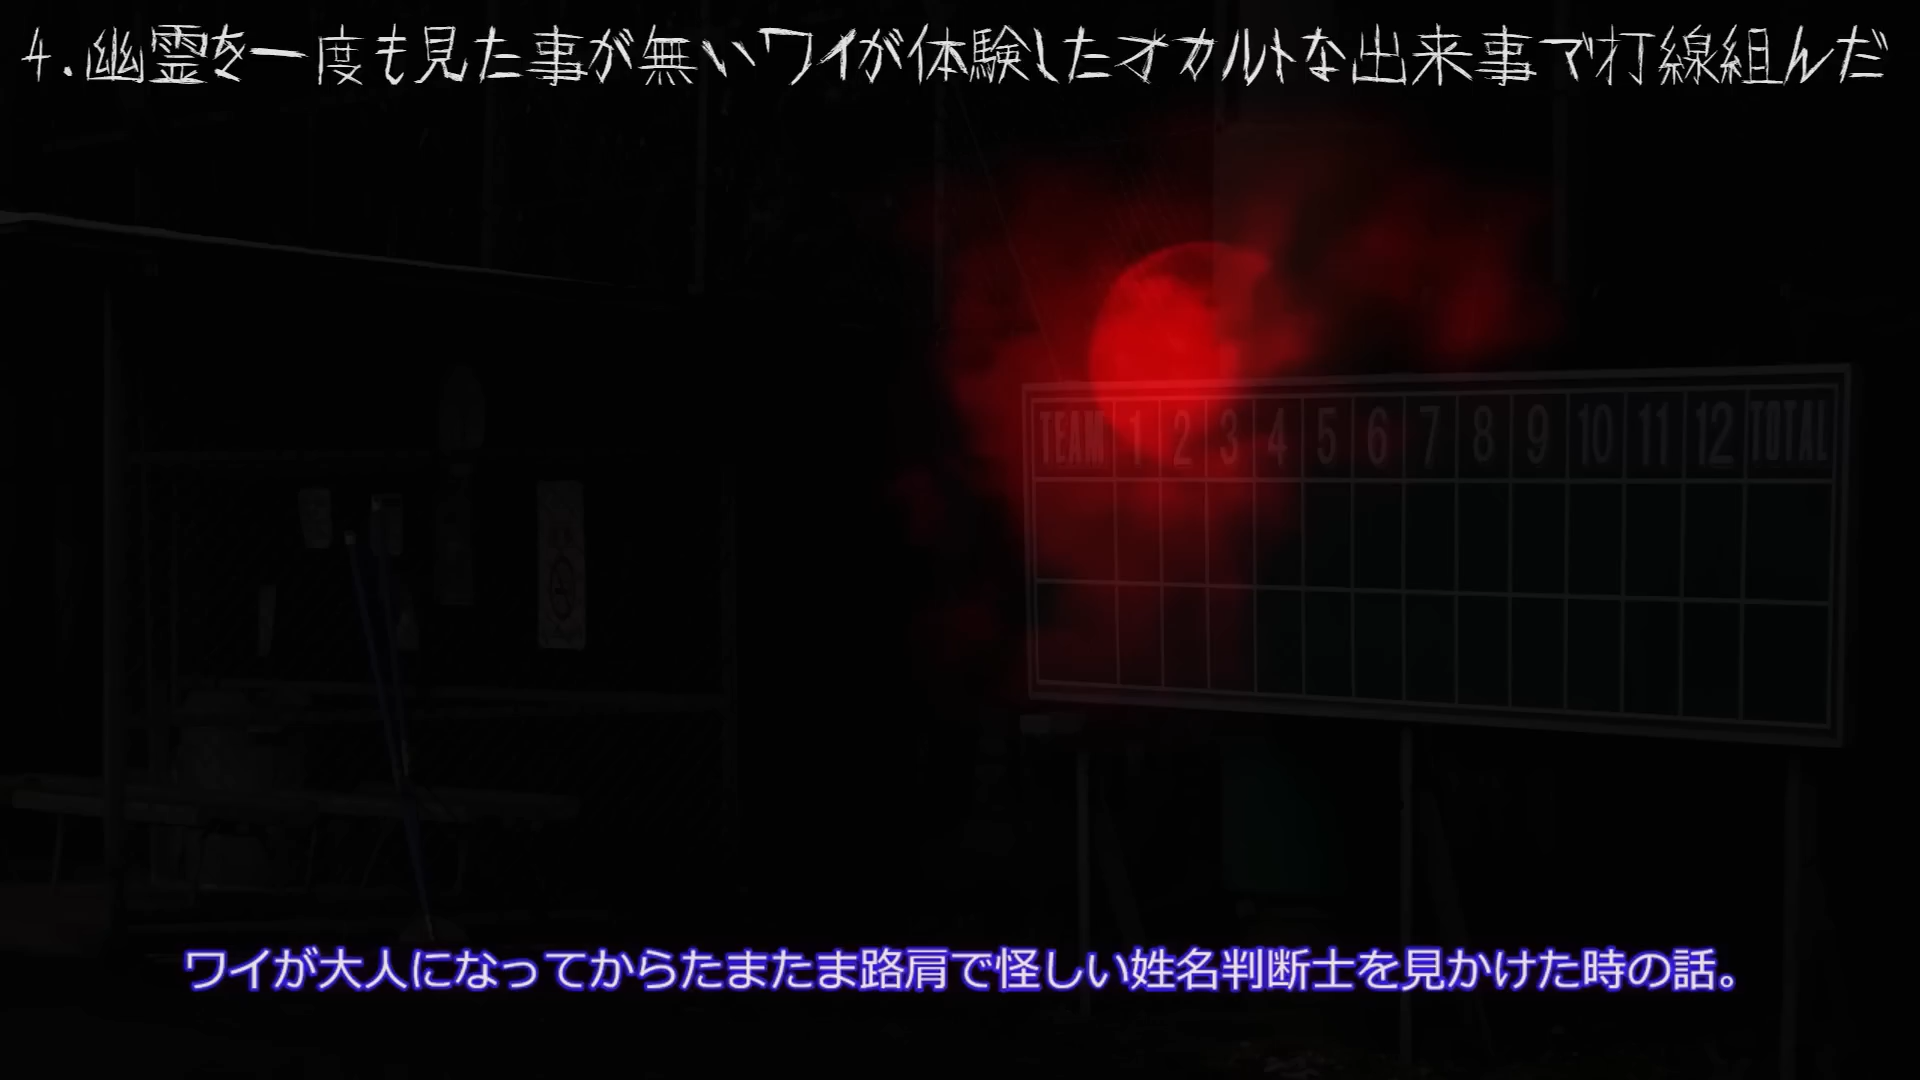 4.幽霊を一度も見た事が無いワイが体験したオカルトな出来事で打線組んだ
TEAM 1 2 3 4 5 6 7 8 9 10 11 12 TOTAL
ワイが大人になってからたまたま路肩で怪しい姓名判断士を見かけた時の話。